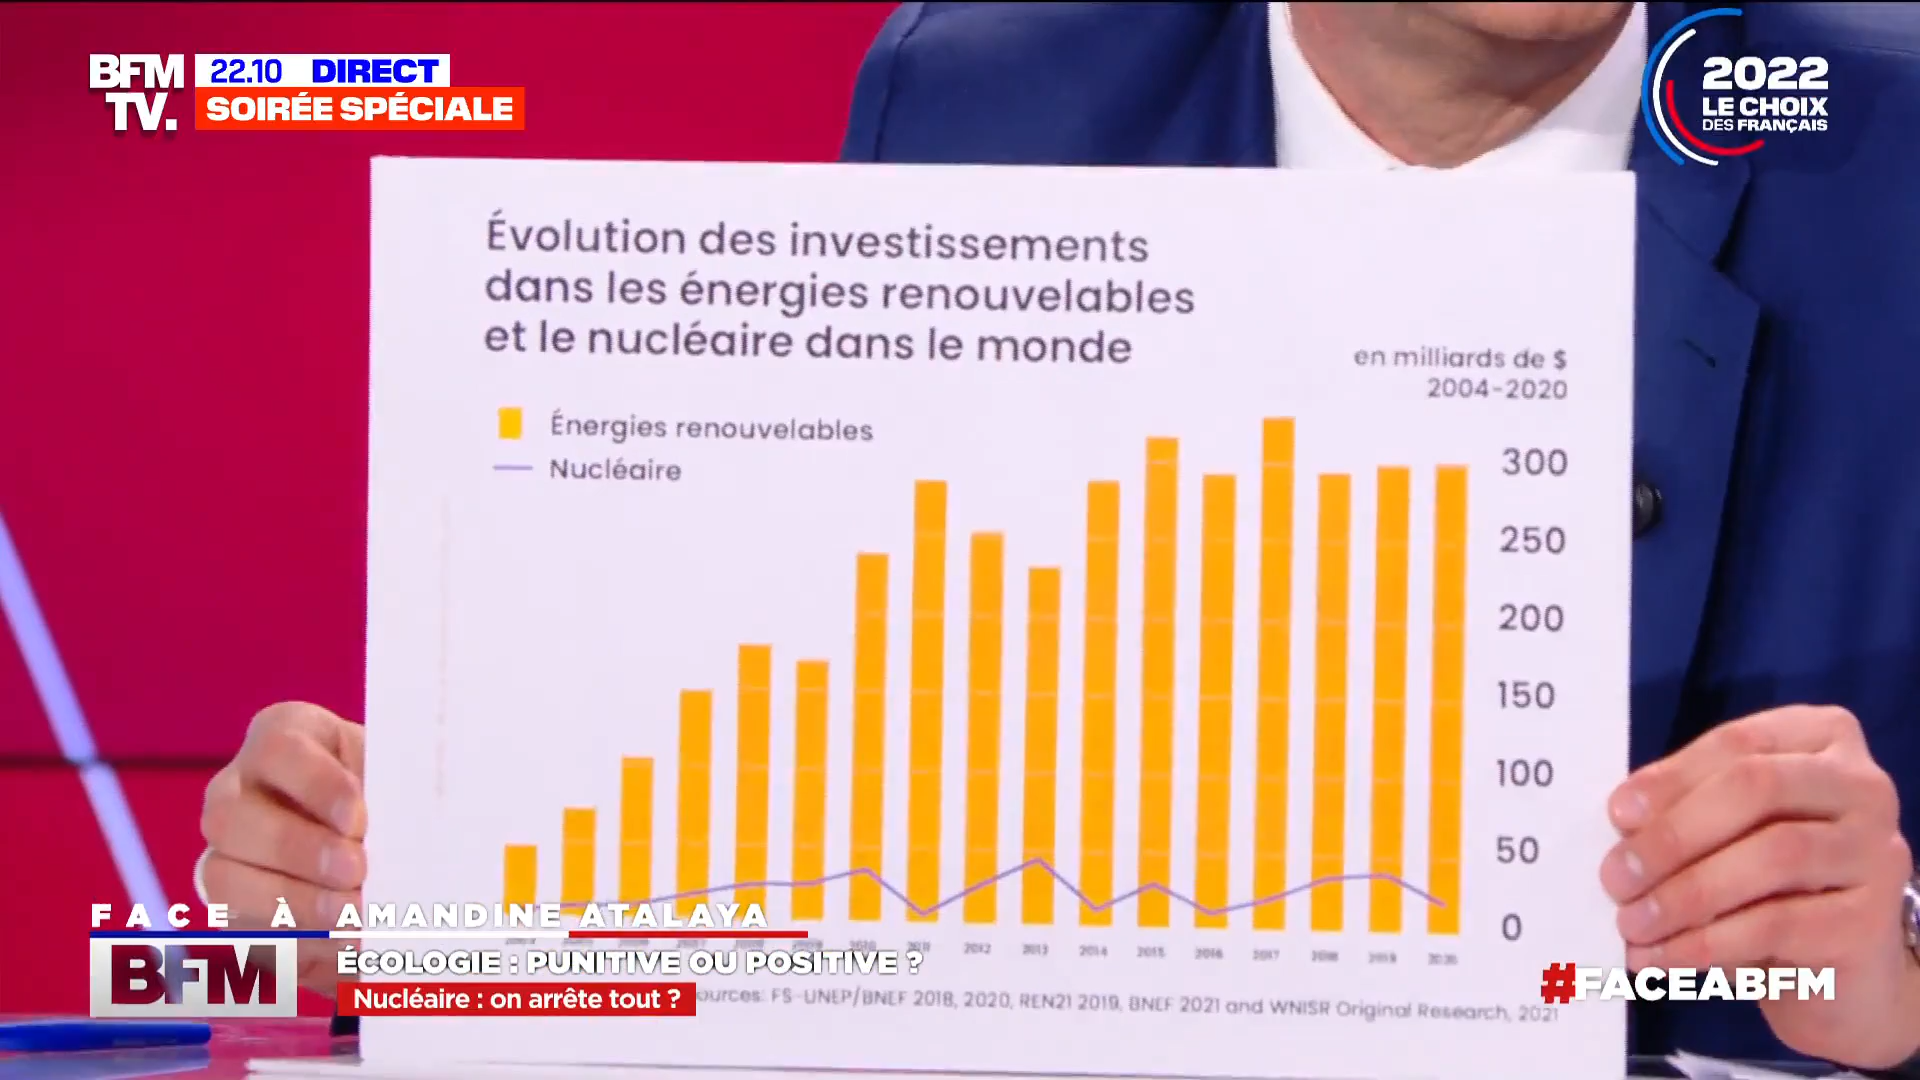 BFM
TV.
22.10 DIRECT
SOIRÉE SPÉCIALE
2022
LE CHOIX
DES FRANÇAIS
Évolution des investissements
dans les énergies renouvelables
et le nucléaire dans le monde
en milliards de $
2004-2020
Énergies renouvelables
Nucléaire
300
250
200
150
100
50
0
2010 2011 2012 2013 2014 2015 2016 2017 2018 2019 2020
FS-UNEP/BNEF 2018, 2020, REN21 2019, BNEF 2021 and WNISR Original Research, 2021
FACE À AMANDINE ATALAYA
BFM
ÉCOLOGIE : PUNITIVE OU POSITIVE ?
Nucléaire : on arrête tout ?
#FACEABFM